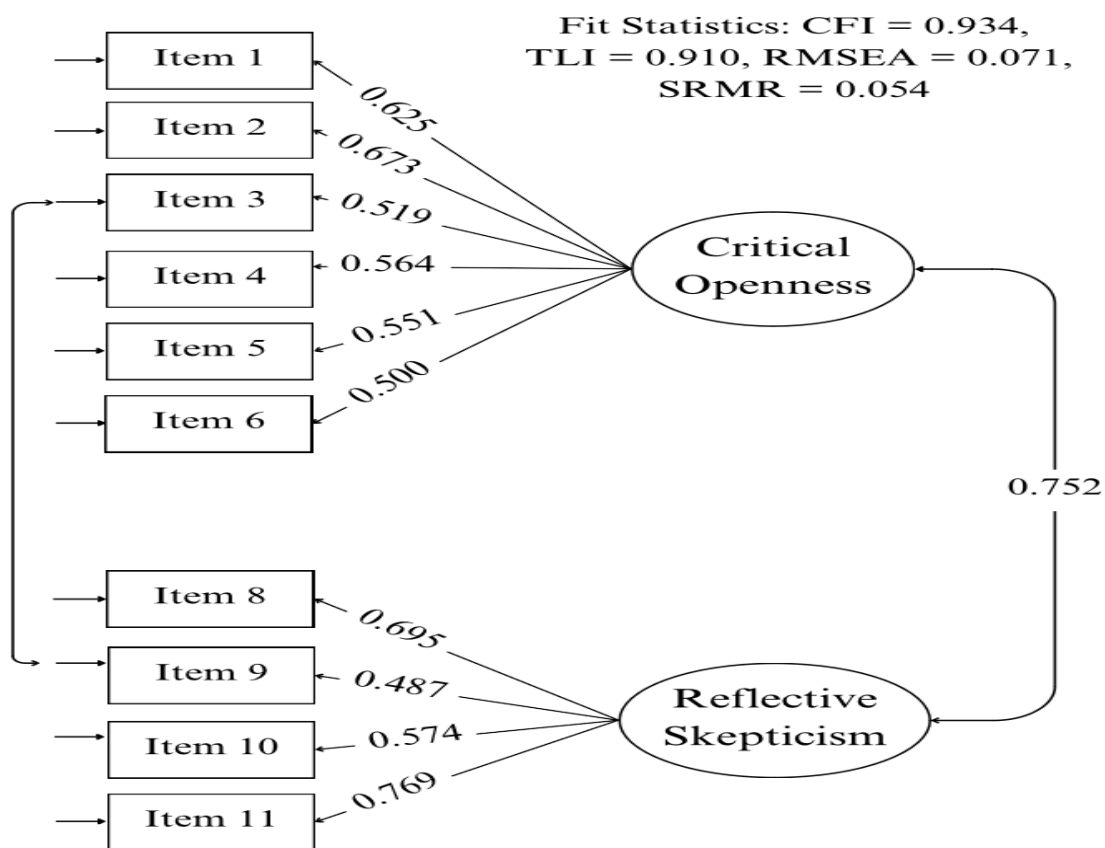 Fit Statistics: CFI = 0.934,
TLI = 0.910, RMSEA = 0.071,
SRMR = 0.054
Item 1
0.625
Item 2
0.673
Item 3
0.519
Item 4
0.564
Item 5
0.551
Item 6
0.500
Critical
Openness
0.752
Item 8
0.695
Item 9
0.487
Item 10
0.574
Item 11
0.769
Reflective
Skepticism